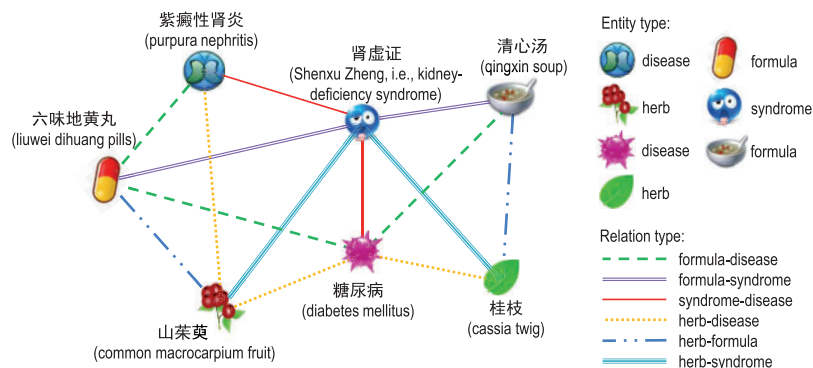 紫癜性肾炎
(purpura nephritis)
肾虚证
(Shenxu Zheng, i.e., kidney-
deficiency syndrome)
清心汤
(qingxin soup)
六味地黄丸
(liuwei dihuang pills)
山茱萸
(common macrocarpium fruit)
糖尿病
(diabetes mellitus)
桂枝
(cassia twig)
Entity type:
disease
formula
herb
syndrome
disease
formula
herb
Relation type:
formula-disease
formula-syndrome
syndrome-disease
herb-disease
herb-formula
herb-syndrome